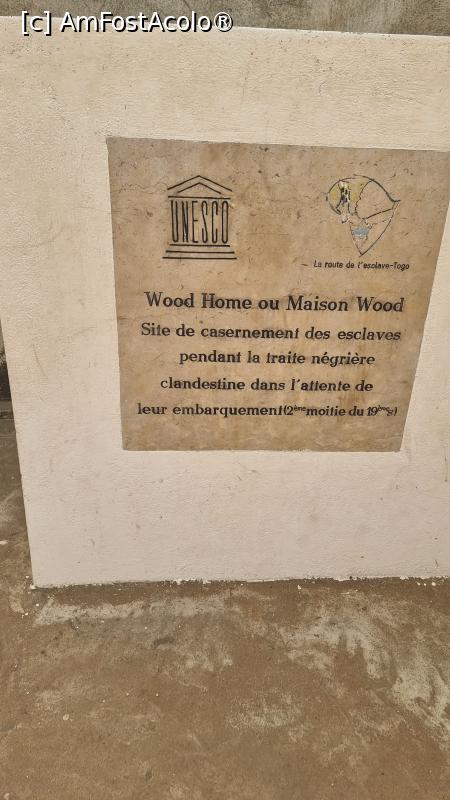 [c] AmFostAcolo®
UNESCO
La route de l'esclave-Togo
Wood Home ou Maison Wood
Site de casernement des esclaves
pendant la traite négrière
clandestine dans l'attente de
leur embarquement(2ème moitie du 19ème s)